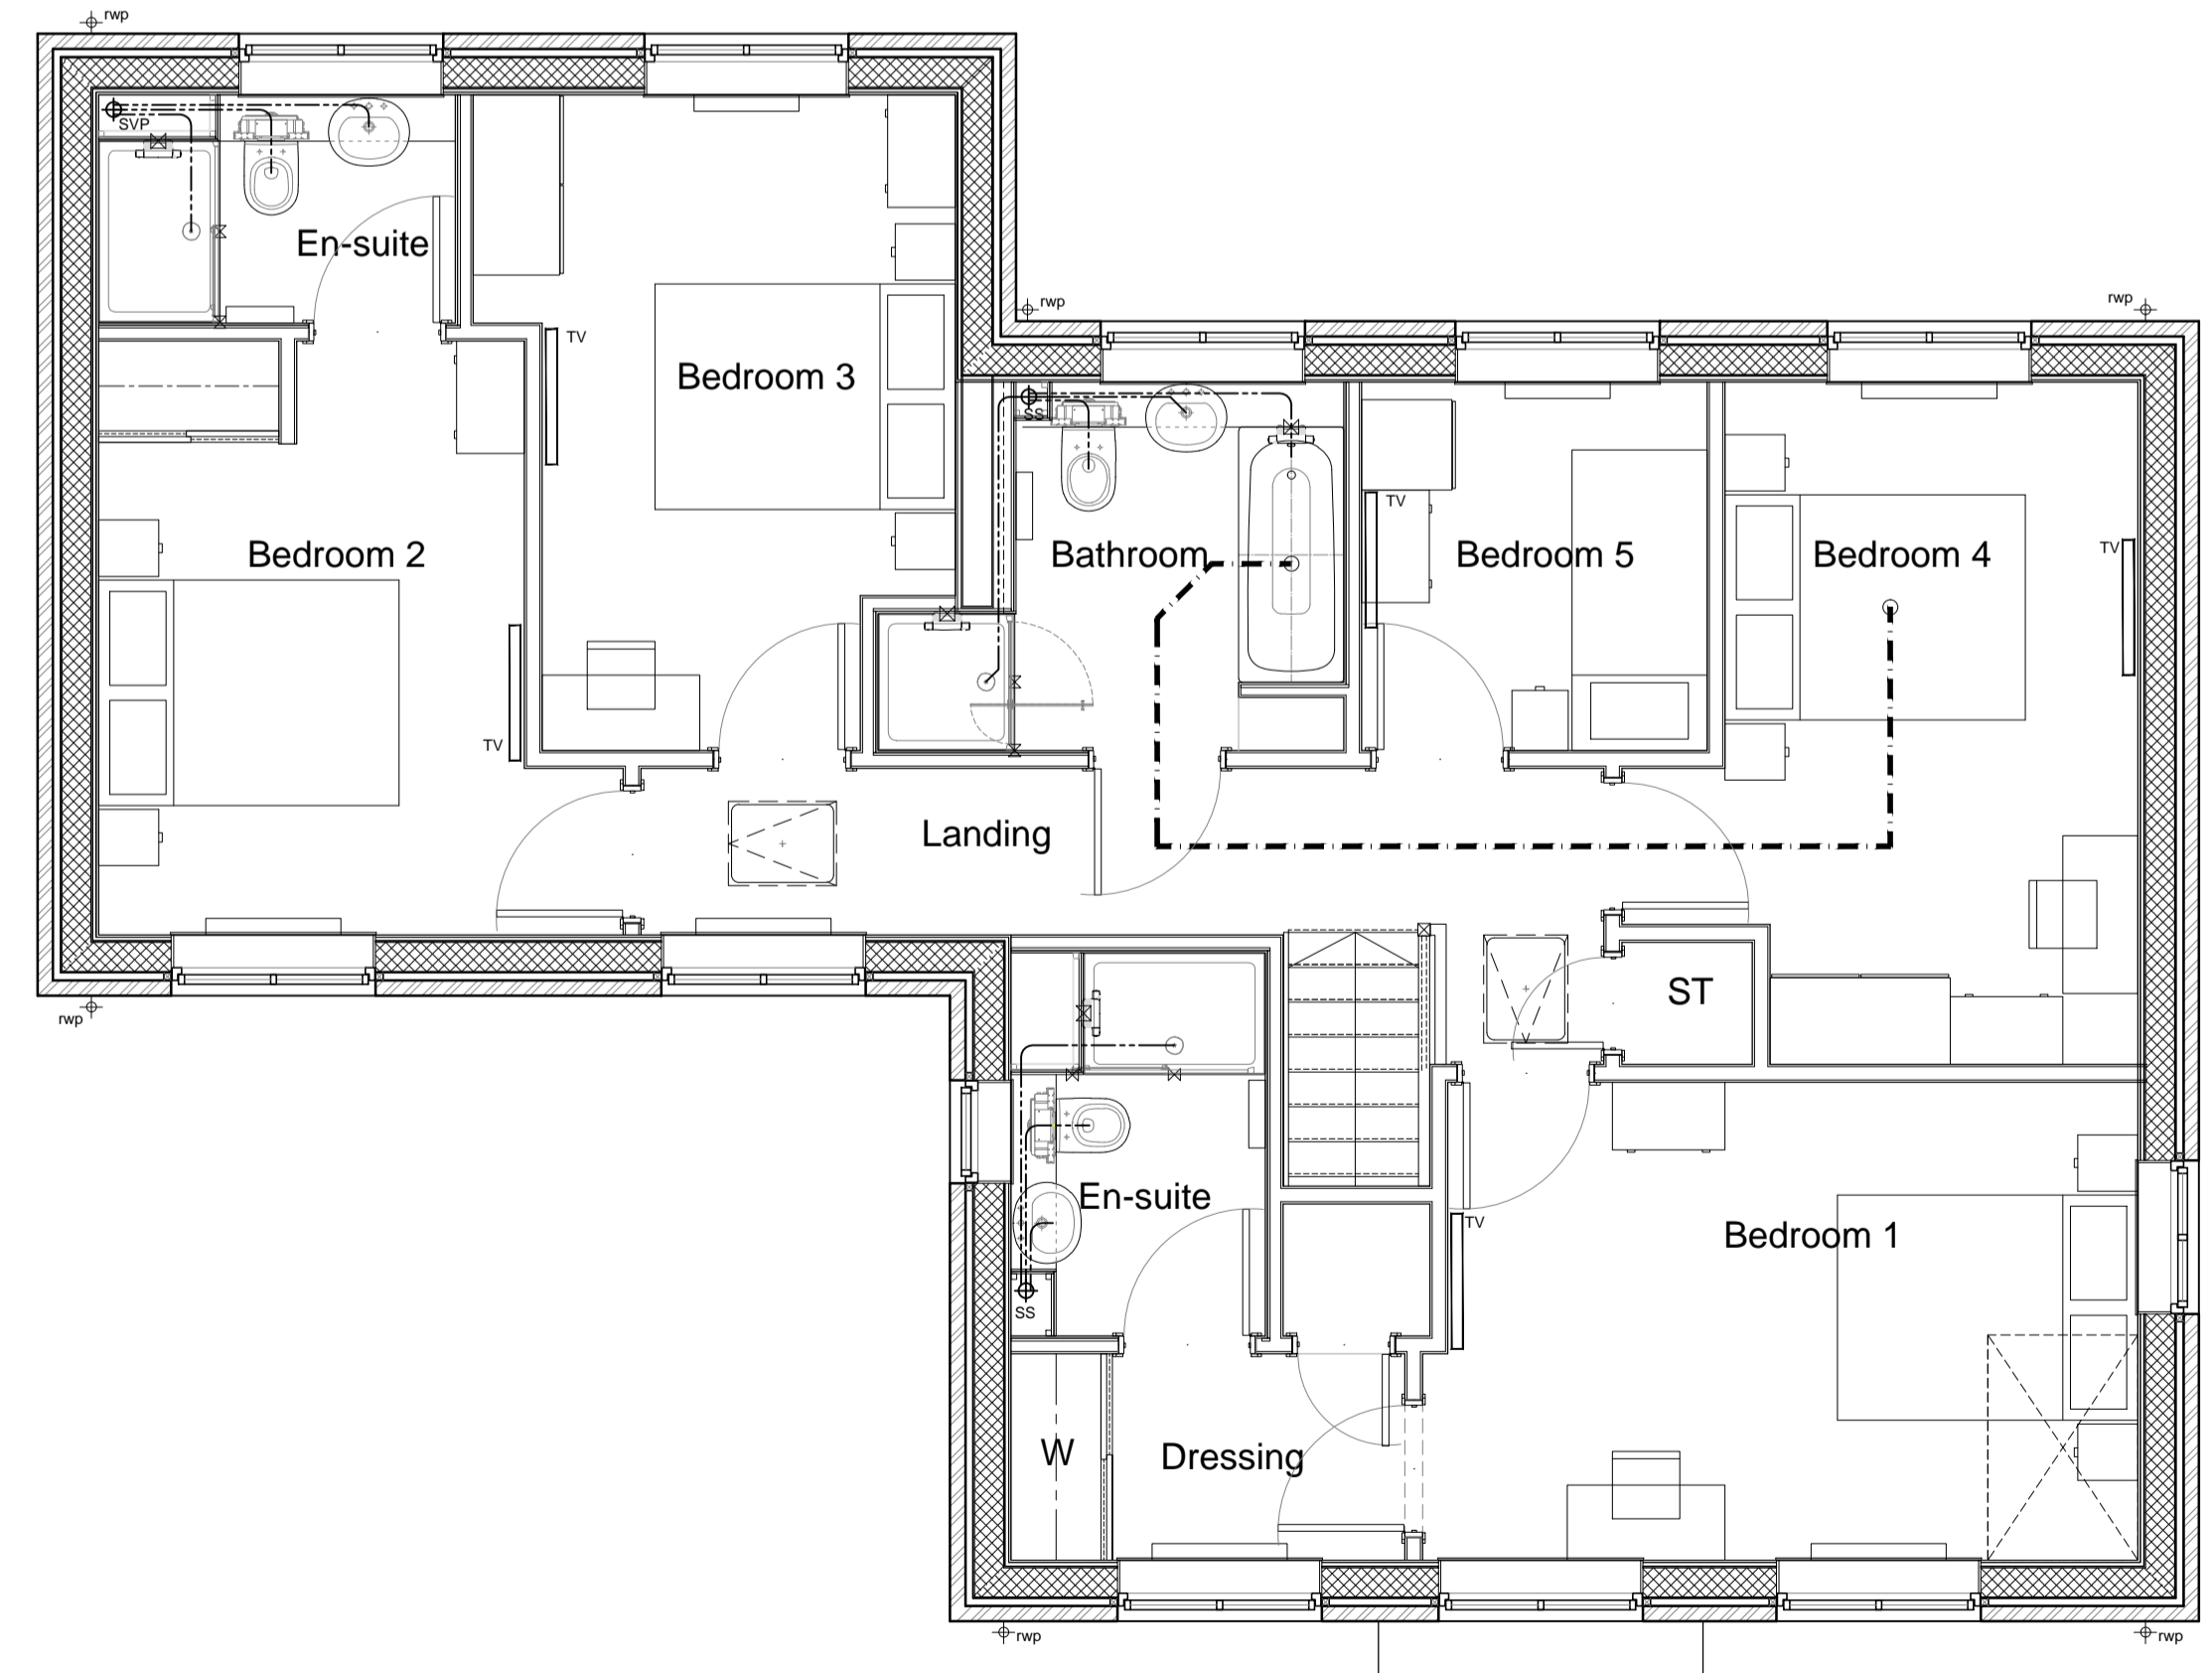 rwp
SVP
En-suite
rwp
rwp
TV
Bedroom 3
SS
TV
Bedroom 2
Bathroom
Bedroom 5
Bedroom 4
TV
TV
Landing
ST
rwp
En-suite
TV
Bedroom 1
SS
W
Dressing
rwp
rwp